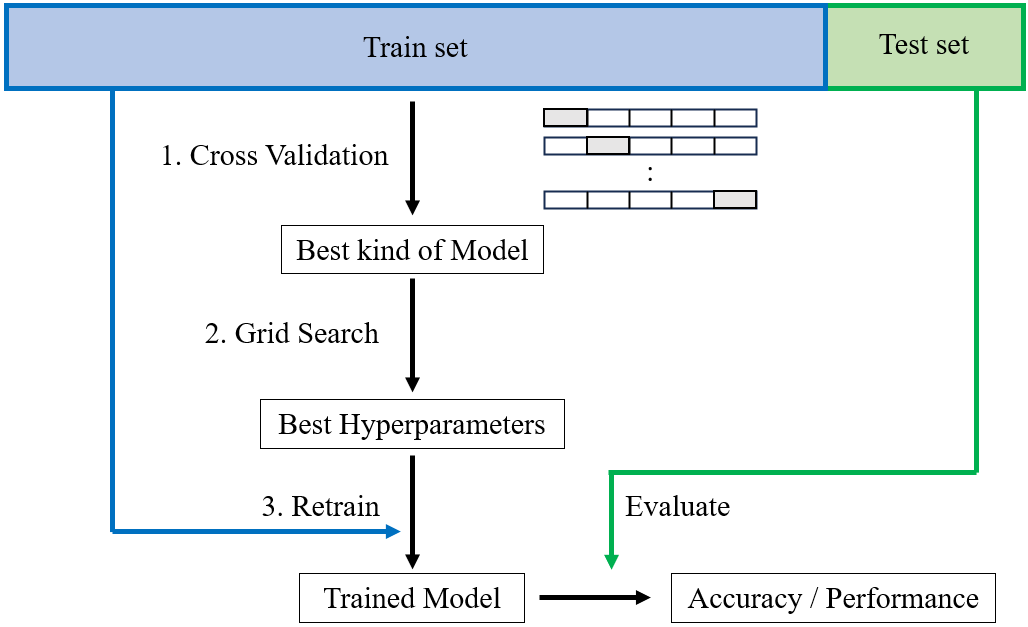 Train set
Test set
1. Cross Validation
:
Best kind of Model
2. Grid Search
Best Hyperparameters
3. Retrain
Evaluate
Trained Model
Accuracy / Performance